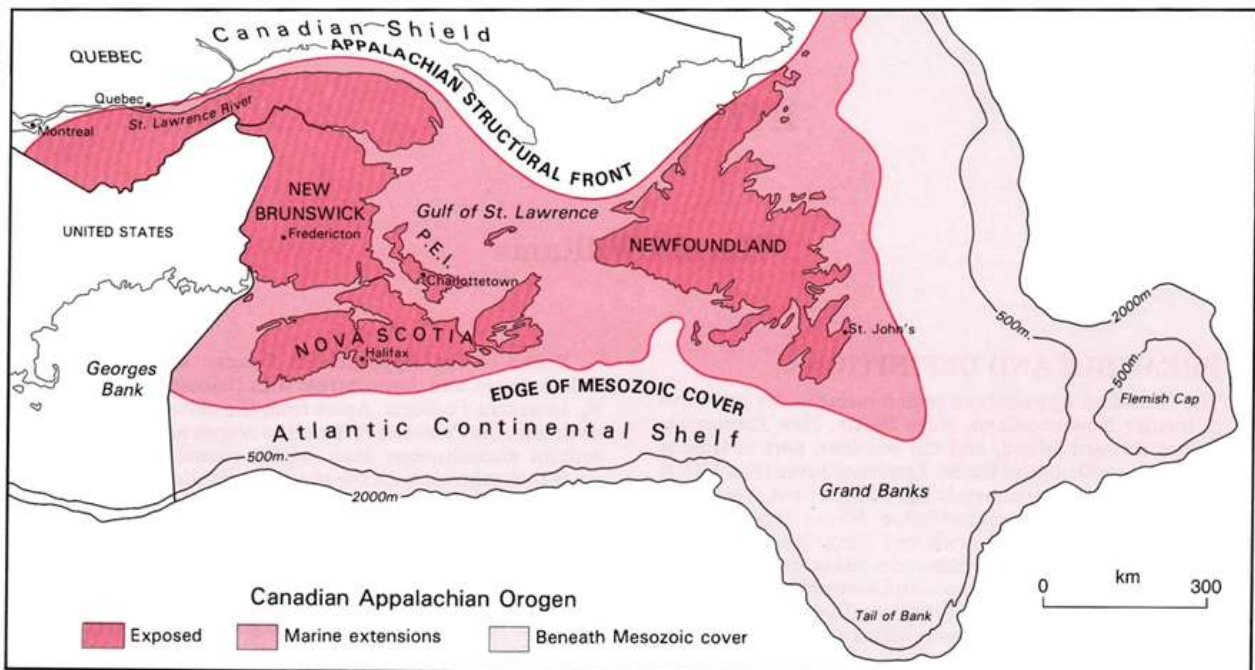 Canadian Shield
QUEBEC
APPALACHIAN STRUCTURAL FRONT
Quebec
St. Lawrence River
Montreal
NEW
BRUNSWICK
Fredericton
Gulf of St. Lawrence
UNITED STATES
P.E.I.
Charlottetown
NEWFOUNDLAND
St. John's
NOVA SCOTIA
Halifax
Georges
Bank
EDGE OF MESOZOIC COVER
Atlantic Continental Shelf
500m.
2000m
500m.
2000m
500m.
Flemish Cap
Grand Banks
Tail of Bank
km
0 300
Canadian Appalachian Orogen
Exposed
Marine extensions
Beneath Mesozoic cover